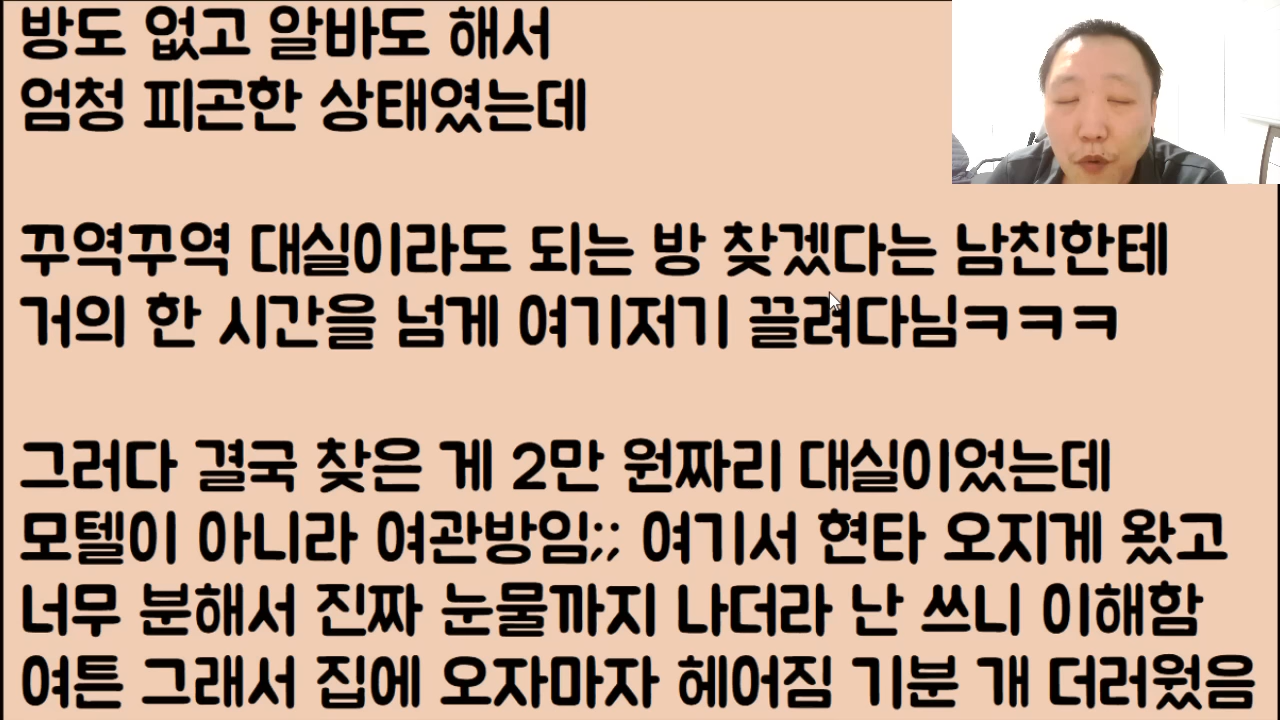 방도 없고 알바도 해서
엄청 피곤한 상태였는데
꾸역꾸역 대실이라도 되는 방 찾겠다는 남친한테
거의 한 시간을 넘게 여기저기 끌려다님ㅋㅋㅋ
그러다 결국 찾은 게 2만 원짜리 대실이었는데
모텔이 아니라 여관방임;; 여기서 현타 오지게 왔고
너무 분해서 진짜 눈물까지 나더라 난 쓰니 이해함
여튼 그래서 집에 오자마자 헤어짐 기분 개 더러웠음